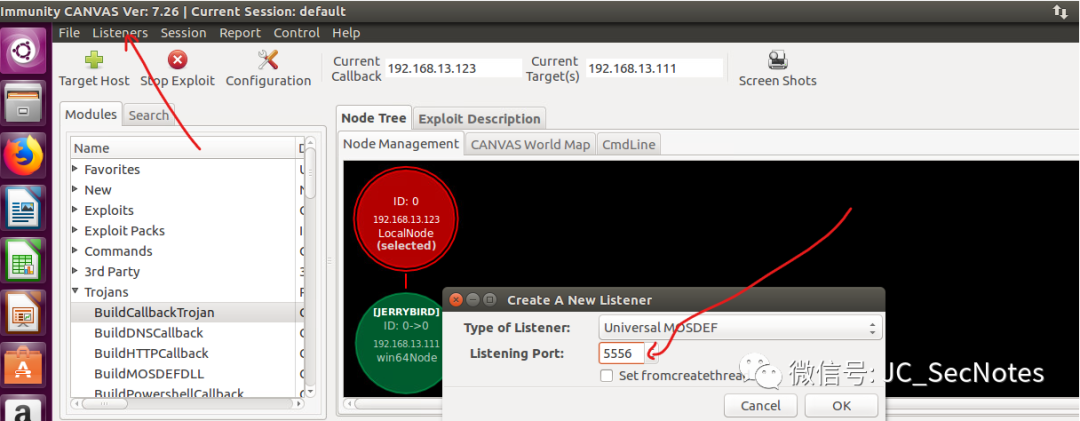 Immunity CANVAS Ver: 7.26 | Current Session: default
File Listeners Session Report Control Help
Target Host Stop Exploit Configuration
Current Callback 192.168.13.123
Current Target(s) 192.168.13.111
Screen Shots
Modules Search
Name
Favorites
New
Exploits
Exploit Packs
Commands
3rd Party
Trojans
BuildCallbackTrojan
BuildDNSCallback
BuildHTTPCallback
BuildMOSDEFDLL
BuildPowershellCallback
Node Tree Exploit Description
Node Management CANVAS World Map CmdLine
ID: 0
192.168.13.123
LocalNode
(selected)
[JERRYBIRD]
ID: 0->0
192.168.13.111
win64Node
Create A New Listener
Type of Listener: Universal MOSDEF
Listening Port: 5556
Set fromcreatethrea
Cancel OK
微信号: JC_SecNotes